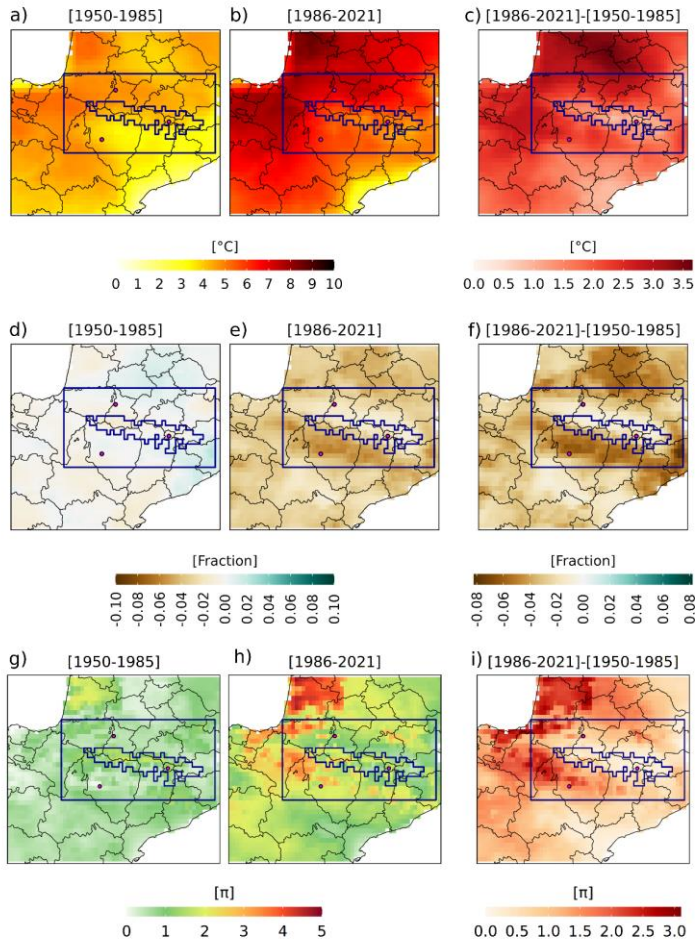 a) [1950-1985] b) [1986-2021] c) [1986-2021]-[1950-1985]
[°C] [°C]
0 1 2 3 4 5 6 7 8 9 10 0.0 0.5 1.0 1.5 2.0 2.5 3.0 3.5
d) [1950-1985] e) [1986-2021] f) [1986-2021]-[1950-1985]
[Fraction] [Fraction]
-0.10 -0.08 -0.06 -0.04 -0.02 0.00 0.02 0.04 0.06 0.08 0.10 -0.08 -0.06 -0.04 -0.02 0.00 0.02 0.04 0.06 0.08
g) [1950-1985] h) [1986-2021] i) [1986-2021]-[1950-1985]
[π] [π]
0 1 2 3 4 5 0.0 0.5 1.0 1.5 2.0 2.5 3.0